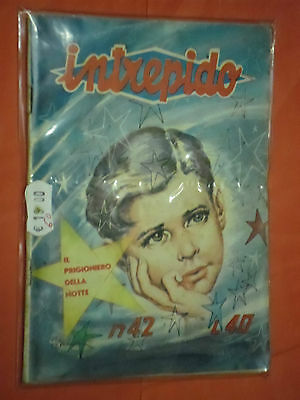 intrepido
IL
PRIGIONIERO
DELLA
NOTTE
n 42
L 40